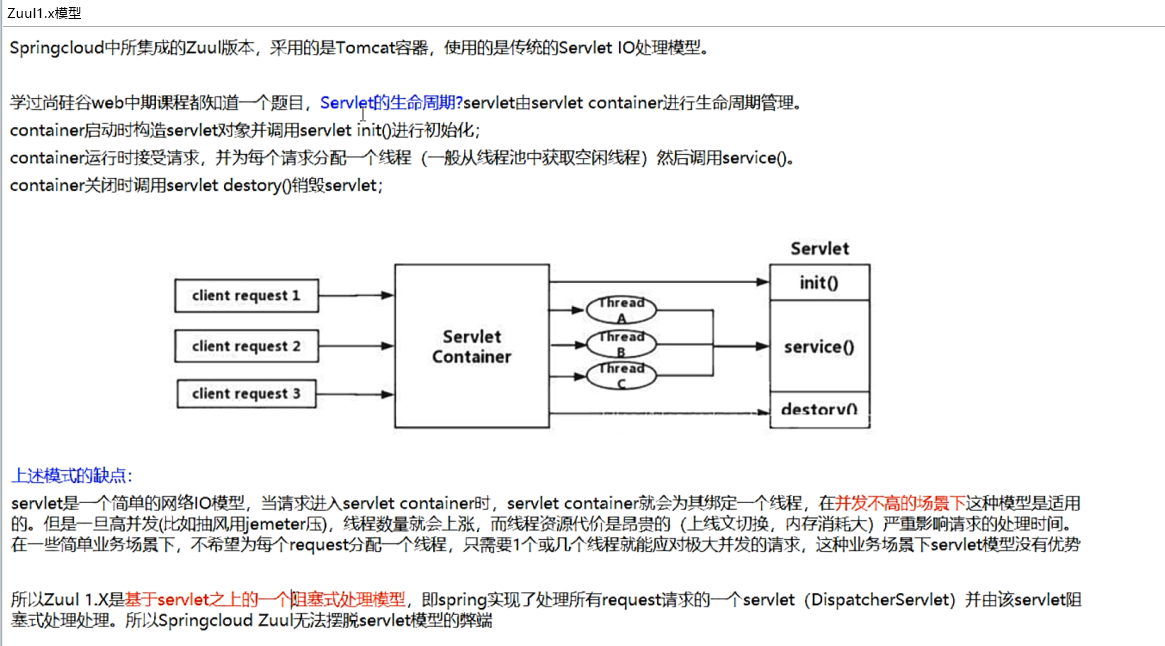 Zuul1.x模型
Springcloud中所集成的Zuul版本，采用的是Tomcat容器，使用的是传统的Servlet IO处理模型。
学过尚硅谷web中期课程都知道一个题目，Servlet的生命周期?servlet由servlet container进行生命周期管理。
container启动时构造servlet对象并调用servlet init()进行初始化；
container运行时接受请求，并为每个请求分配一个线程（一般从线程池中获取空闲线程）然后调用service()。
container关闭时调用servlet destory()销毁servlet；
Servlet
init()
client request 1
Thread
A
Servlet
Container
client request 2
Thread
B
service()
Thread
C
client request 3
destory()
上述模式的缺点：
servlet是一个简单的网络IO模型，当请求进入servlet container时，servlet container就会为其绑定一个线程，在并发不高的场景下这种模型是适用
的。但是一旦高并发(比如抽风用jemeter压)，线程数量就会上涨，而线程资源代价是昂贵的（上线文切换，内存消耗大）严重影响请求的处理时间。
在一些简单业务场景下，不希望为每个request分配一个线程，只需要1个或几个线程就能应对极大并发的请求，这种业务场景下servlet模型没有优势
所以Zuul 1.X是基于servlet之上的一个阻塞式处理模型，即spring实现了处理所有request请求的一个servlet（DispatcherServlet）并由该servlet阻
塞式处理处理。所以Springcloud Zuul无法摆脱servlet模型的弊端